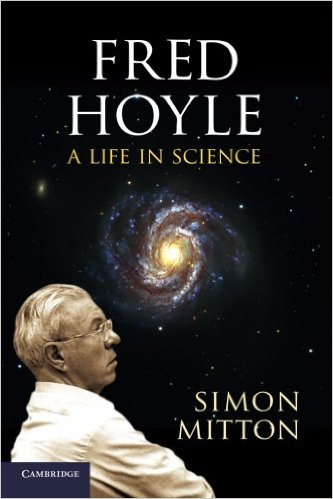 FRED
HOYLE
A LIFE IN SCIENCE
SIMON
MITTON
CAMBRIDGE